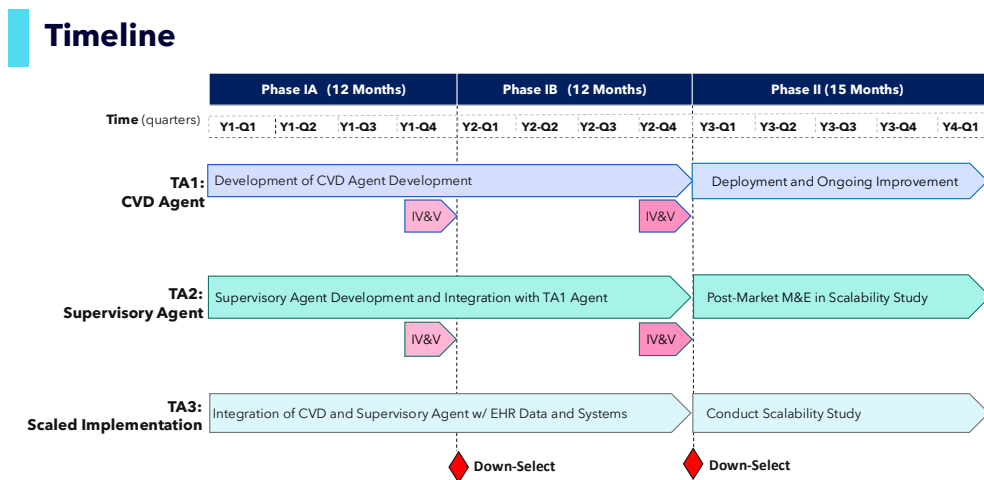 Timeline
Phase IA (12 Months) Phase IB (12 Months) Phase II (15 Months)
Time (quarters) Y1-Q1 Y1-Q2 Y1-Q3 Y1-Q4 Y2-Q1 Y2-Q2 Y2-Q3 Y2-Q4 Y3-Q1 Y3-Q2 Y3-Q3 Y3-Q4 Y4-Q1
TA1:
CVD Agent
Development of CVD Agent Development
Deployment and Ongoing Improvement
IV&V
IV&V
TA2:
Supervisory Agent
Supervisory Agent Development and Integration with TA1 Agent
Post-Market M&E in Scalability Study
IV&V
IV&V
TA3:
Scaled Implementation
Integration of CVD and Supervisory Agent w/ EHR Data and Systems
Conduct Scalability Study
Down-Select
Down-Select